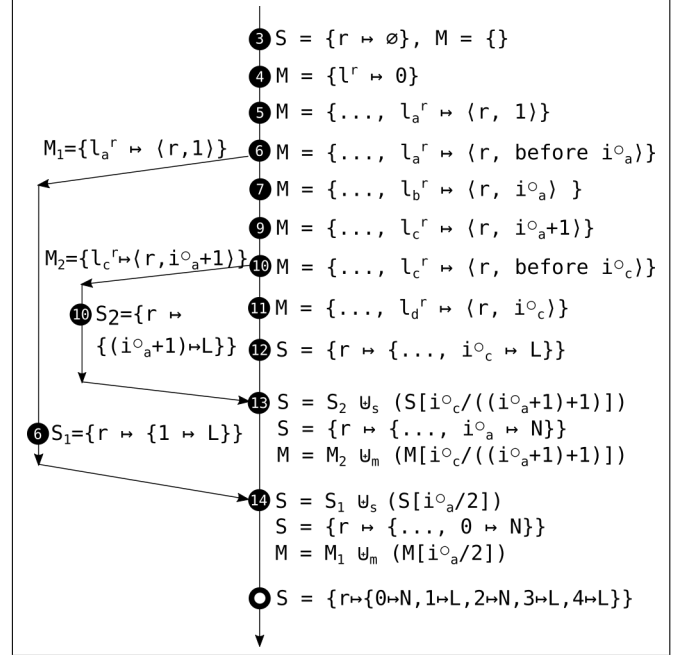 3 S = {r ↦ ∅}, M = {}
4 M = {lʳ ↦ 0}
5 M = {..., lₐʳ ↦ ⟨r, 1⟩}
M₁={lₐʳ ↦ ⟨r,1⟩} 6 M = {..., lₐʳ ↦ ⟨r, before i°ₐ⟩}
7 M = {..., l_bʳ ↦ ⟨r, i°ₐ⟩ }
9 M = {..., l_cʳ ↦ ⟨r, i°ₐ+1⟩}
M₂={l_cʳ↦⟨r,i°ₐ+1⟩} 10 M = {..., l_cʳ ↦ ⟨r, before i°_c⟩}
11 M = {..., l_dʳ ↦ ⟨r, i°_c⟩}
10 S2={r ↦
{(i°ₐ+1)↦L}}
12 S = {r ↦ {..., i°_c ↦ L}}
13 S = S₂ ⊎ₛ (S[i°_c/((i°ₐ+1)+1)])
S = {r ↦ {..., i°ₐ ↦ N}}
M = M₂ ⊎ₘ (M[i°_c/((i°ₐ+1)+1)])
6 S₁={r ↦ {1 ↦ L}}
14 S = S₁ ⊎ₛ (S[i°ₐ/2])
S = {r ↦ {..., 0 ↦ N}}
M = M₁ ⊎ₘ (M[i°ₐ/2])
S = {r↦{0↦N,1↦L,2↦N,3↦L,4↦L}}